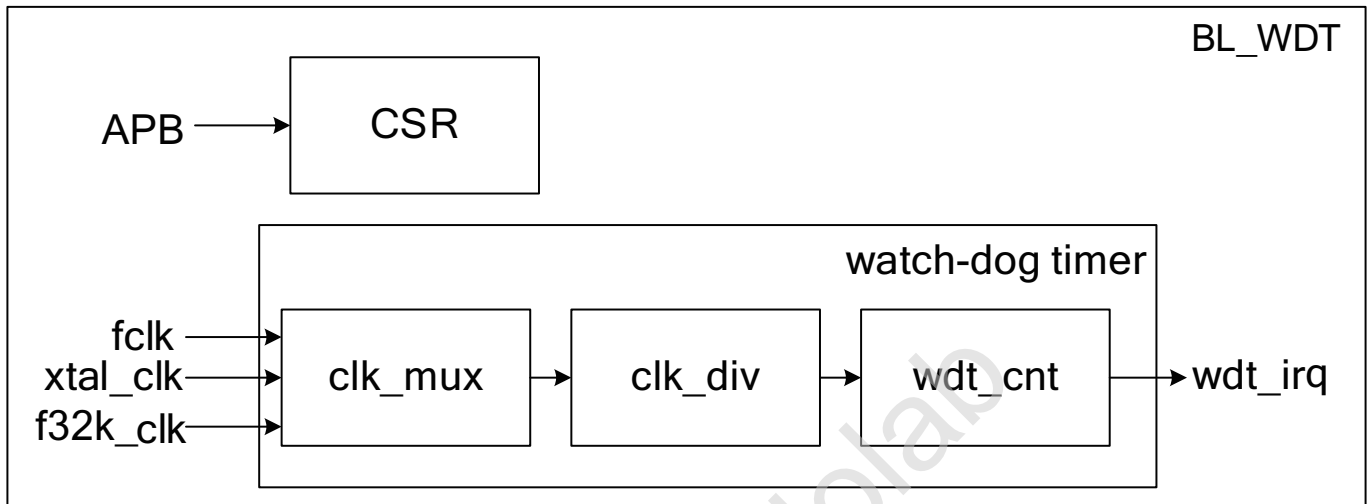 BL_WDT
APB
CSR
watch-dog timer
fclk
xtal_clk
f32k_clk
clk_mux
clk_div
wdt_cnt
wdt_irq